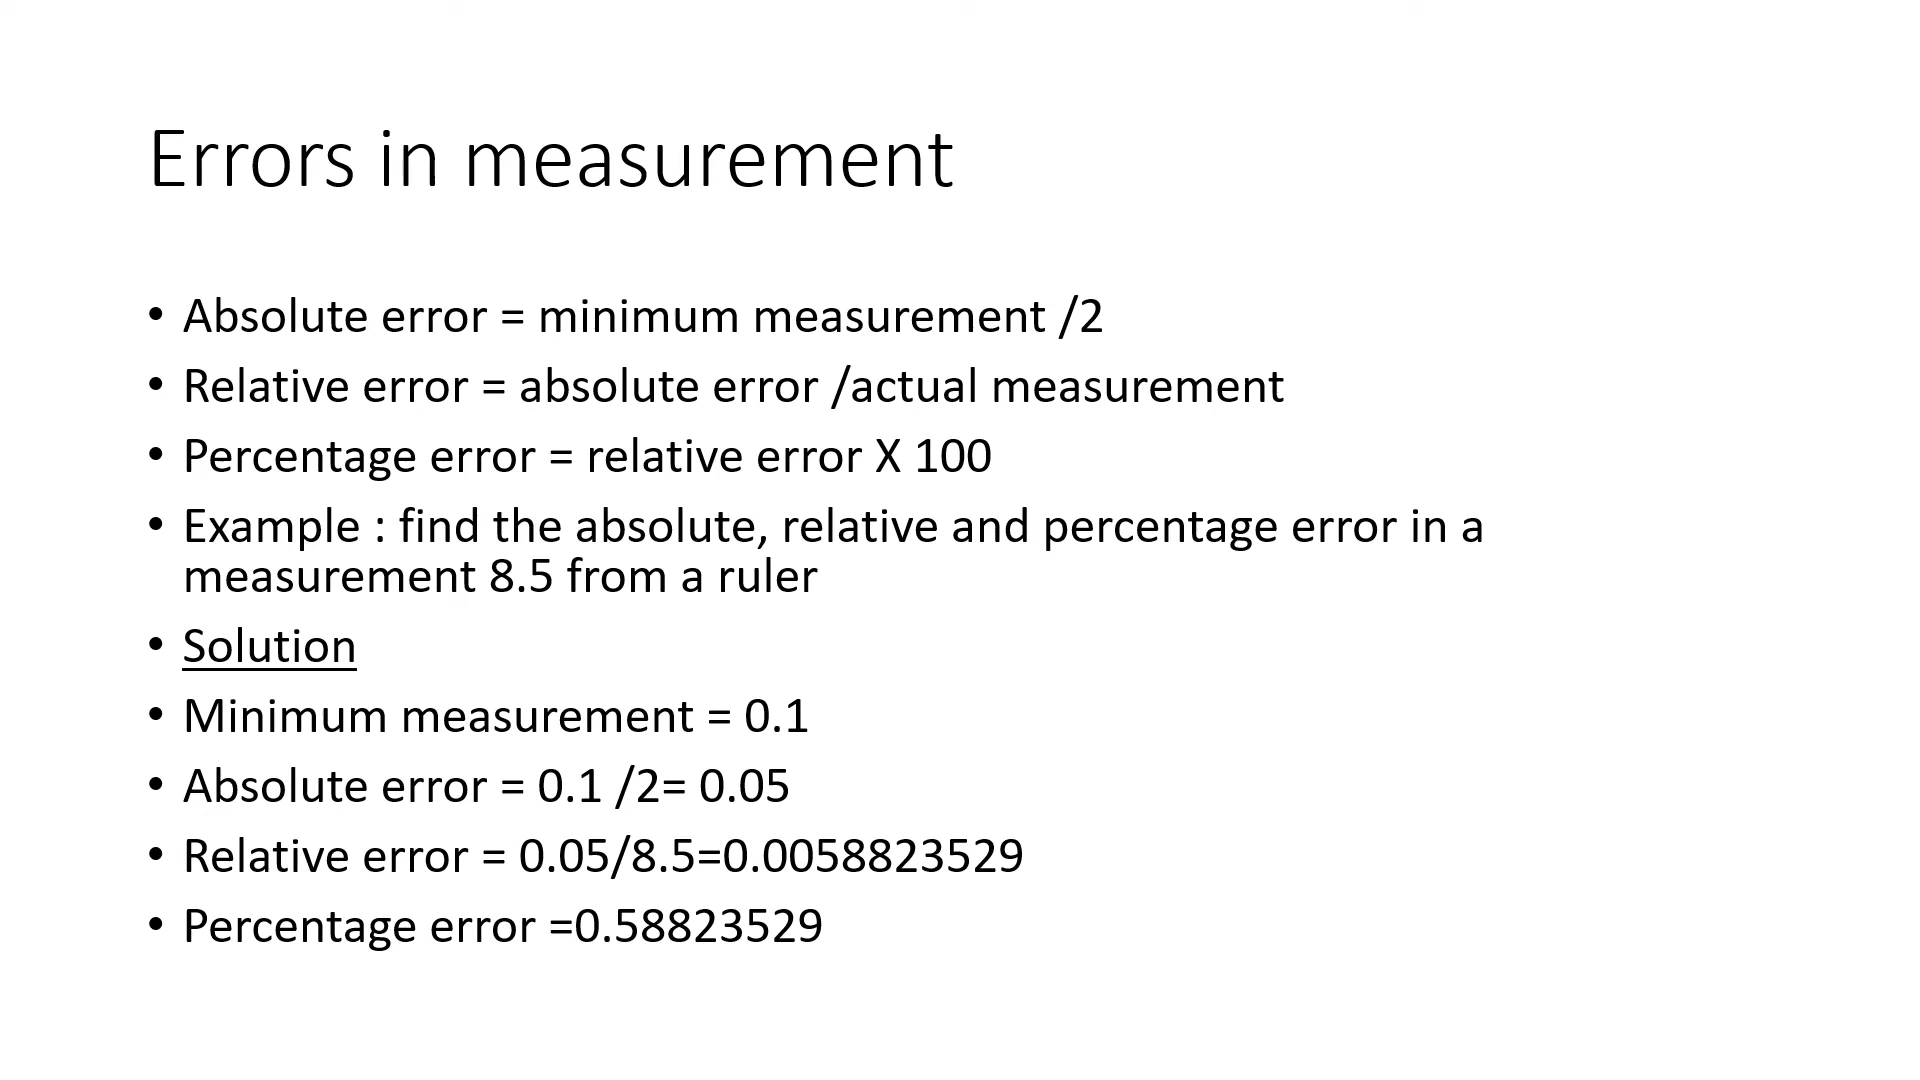 Errors in measurement
• Absolute error = minimum measurement /2
• Relative error = absolute error /actual measurement
• Percentage error = relative error X 100
• Example : find the absolute, relative and percentage error in a
measurement 8.5 from a ruler
• Solution
• Minimum measurement = 0.1
• Absolute error = 0.1 /2= 0.05
• Relative error = 0.05/8.5=0.0058823529
• Percentage error =0.58823529